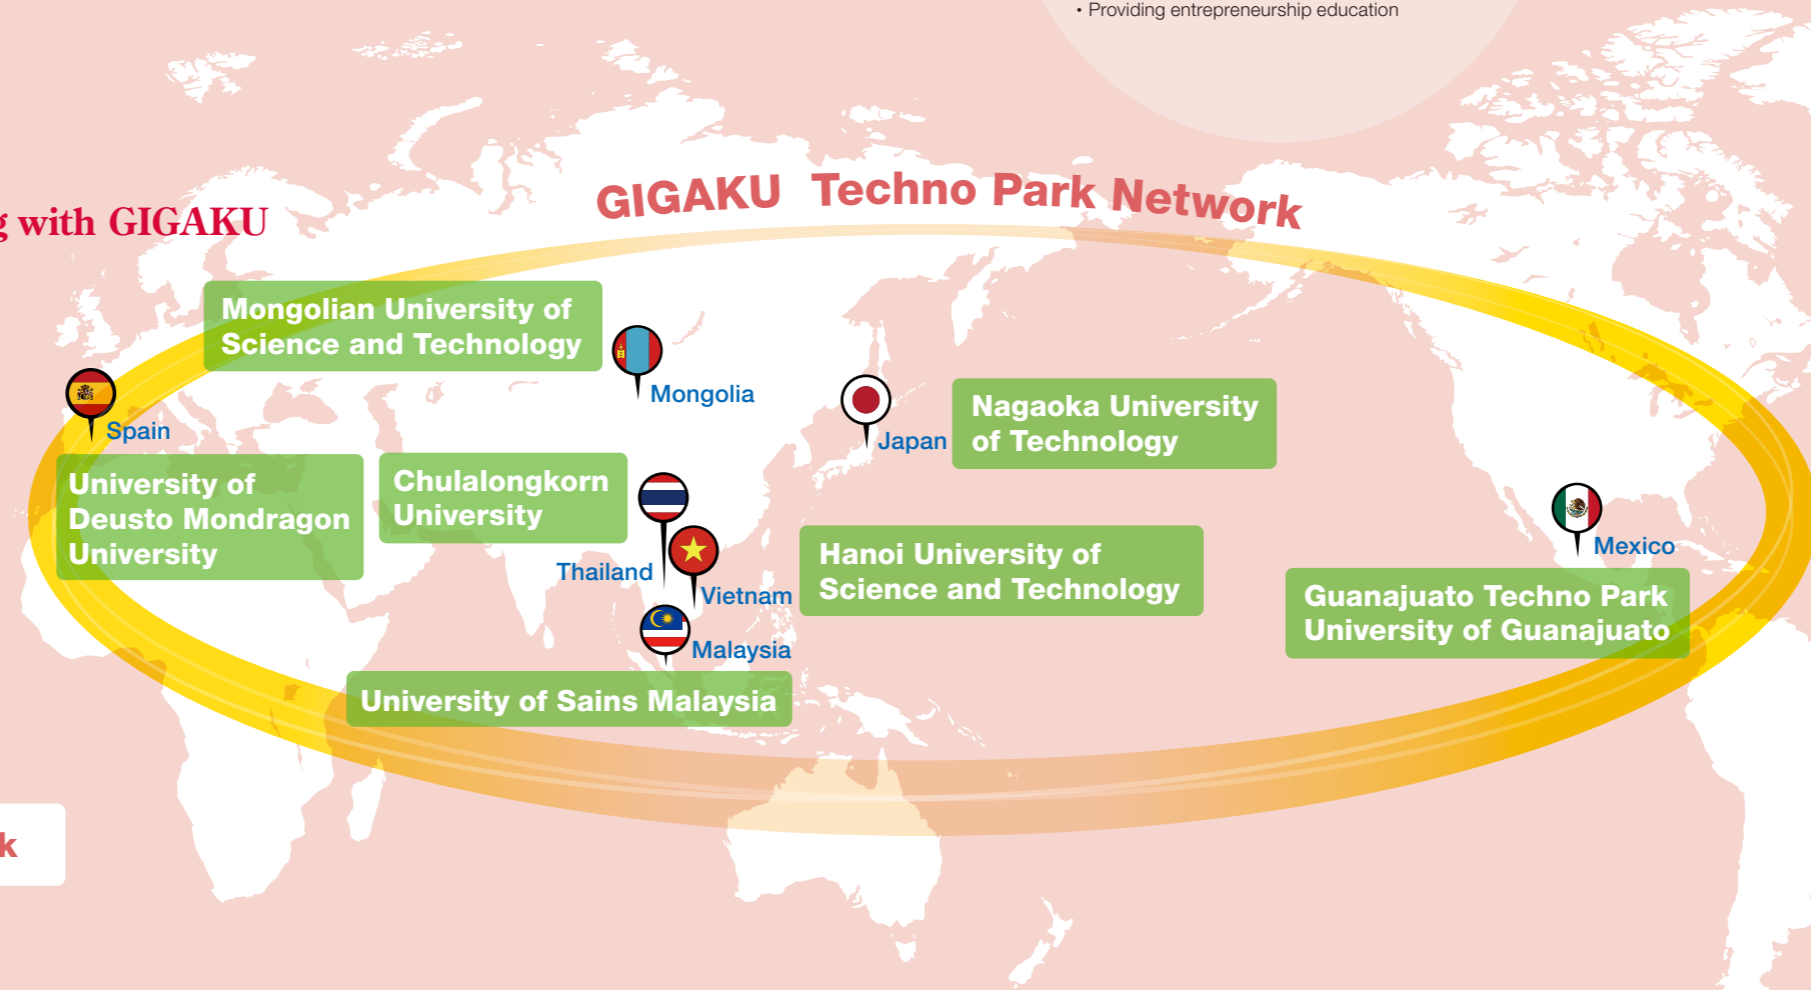 • Providing entrepreneurship education
GIGAKU Techno Park Network
with GIGAKU
Mongolian University of
Science and Technology
Mongolia
Spain
University of
Deusto Mondragon
University
Chulalongkorn
University
Thailand
Japan
Nagaoka University
of Technology
Vietnam
Hanoi University of
Science and Technology
Malaysia
University of Sains Malaysia
Mexico
Guanajuato Techno Park
University of Guanajuato
k